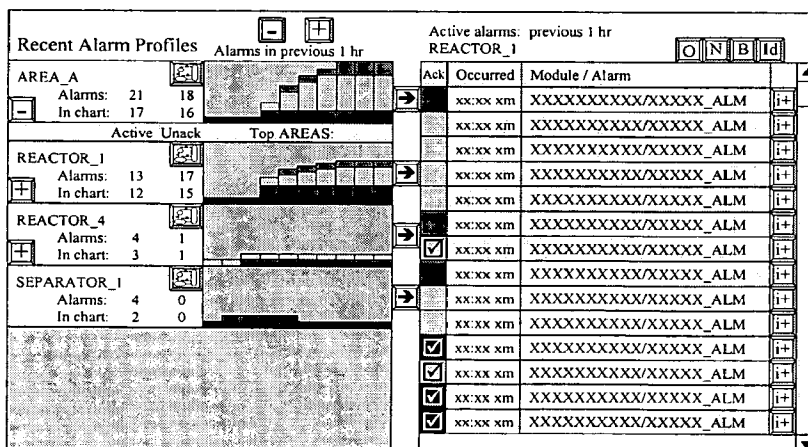 Recent Alarm Profiles
- +
Alarms in previous 1 hr
AREA_A
Alarms: 21 18
In chart: 17 16
-
Active Unack Top AREAS:
REACTOR_1
Alarms: 13 17
In chart: 12 15
+
REACTOR_4
Alarms: 4 1
In chart: 3 1
+
SEPARATOR_1
Alarms: 4 0
In chart: 2 0
Active alarms: previous 1 hr
REACTOR_1
O N B Id
Ack Occurred Module / Alarm
xx:xx xm XXXXXXXXXX/XXXXX_ALM i+
xx:xx xm XXXXXXXXXX/XXXXX_ALM i+
xx:xx xm XXXXXXXXXX/XXXXX_ALM i+
xx:xx xm XXXXXXXXXX/XXXXX_ALM i+
xx:xx xm XXXXXXXXXX/XXXXX_ALM i+
xx:xx xm XXXXXXXXXX/XXXXX_ALM i+
xx:xx xm XXXXXXXXXX/XXXXX_ALM i+
xx:xx xm XXXXXXXXXX/XXXXX_ALM i+
xx:xx xm XXXXXXXXXX/XXXXX_ALM i+
xx:xx xm XXXXXXXXXX/XXXXX_ALM i+
xx:xx xm XXXXXXXXXX/XXXXX_ALM i+
xx:xx xm XXXXXXXXXX/XXXXX_ALM i+
xx:xx xm XXXXXXXXXX/XXXXX_ALM i+
xx:xx xm XXXXXXXXXX/XXXXX_ALM i+